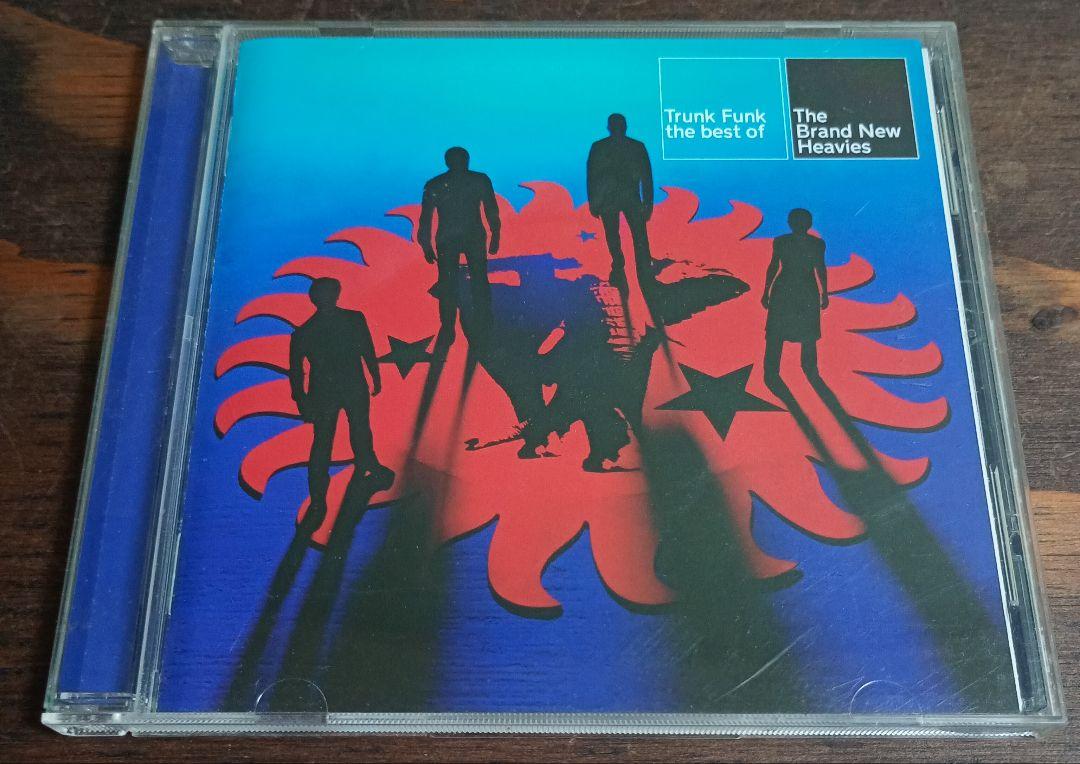 Trunk Funk
the best of
The
Brand New
Heavies